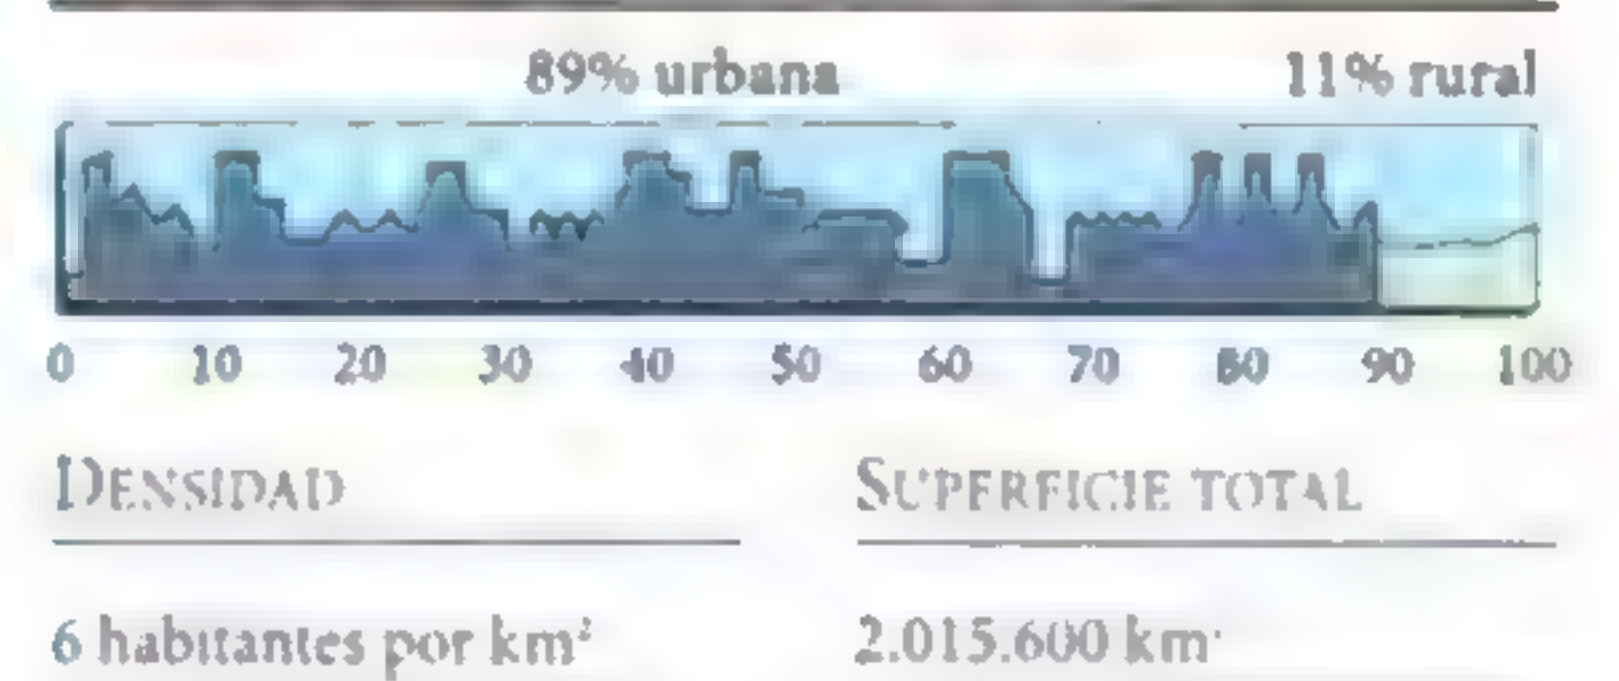 89% urbana 11% rural
0 10 20 30 40 50 60 70 80 90 100
DENSIDAD SUPERFICIE TOTAL
6 habitantes por km² 2.015.600 km²